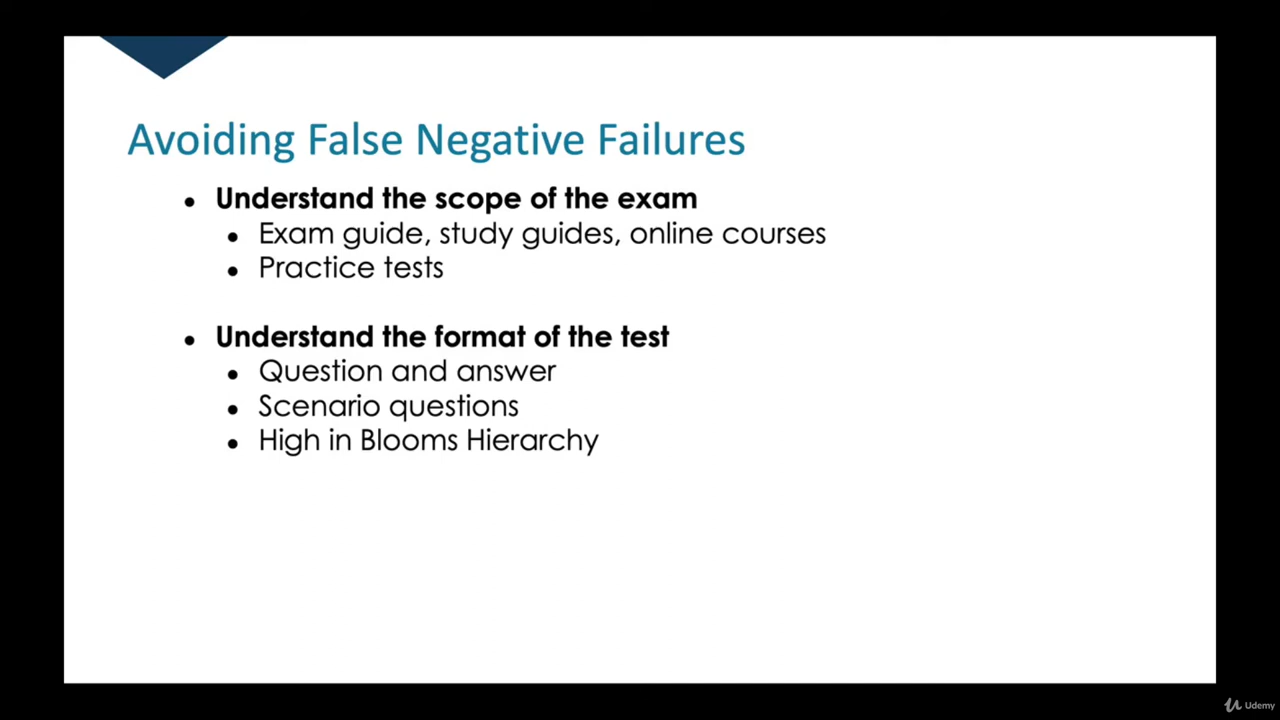 Avoiding False Negative Failures
• Understand the scope of the exam
• Exam guide, study guides, online courses
• Practice tests
• Understand the format of the test
• Question and answer
• Scenario questions
• High in Blooms Hierarchy
Udemy